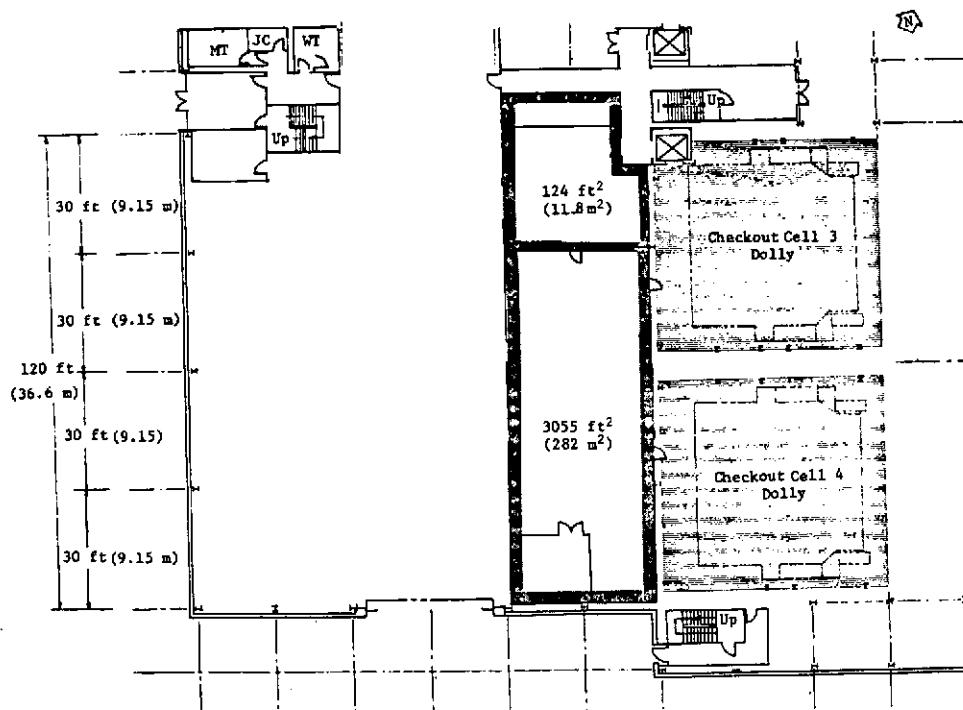 N
MT
JC
WT
Up
Up
30 ft (9.15 m)
124 ft²
(11.8 m²)
Checkout Cell 3
Dolly
30 ft (9.15 m)
120 ft
(36.6 m)
30 ft (9.15)
3055 ft²
(282 m²)
Checkout Cell 4
Dolly
30 ft (9.15 m)
Up